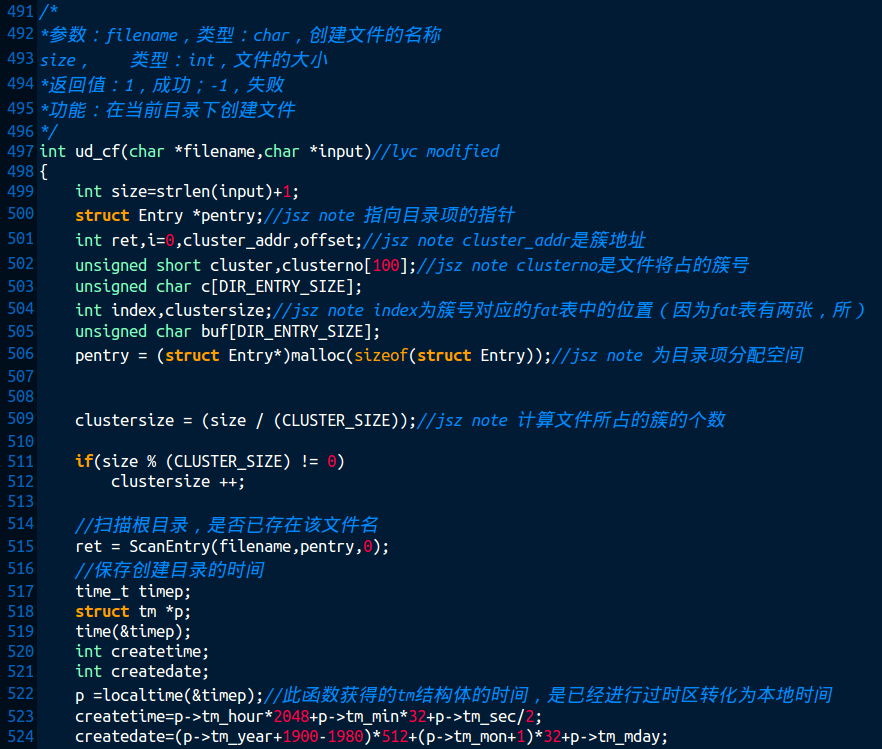 491 /*
492 *参数：filename，类型：char，创建文件的名称
493 size，    类型：int，文件的大小
494 *返回值：1，成功；-1，失败
495 *功能：在当前目录下创建文件
496 */
497 int ud_cf(char *filename,char *input)//lyc modified
498 {
499     int size=strlen(input)+1;
500     struct Entry *pentry;//jsz note 指向目录项的指针
501     int ret,i=0,cluster_addr,offset;//jsz note cluster_addr是簇地址
502     unsigned short cluster,clusterno[100];//jsz note clusterno是文件将占的簇号
503     unsigned char c[DIR_ENTRY_SIZE];
504     int index,clustersize;//jsz note index为簇号对应的fat表中的位置（因为fat表有两张，所）
505     unsigned char buf[DIR_ENTRY_SIZE];
506     pentry = (struct Entry*)malloc(sizeof(struct Entry));//jsz note 为目录项分配空间
507
508
509     clustersize = (size / (CLUSTER_SIZE));//jsz note 计算文件所占的簇的个数
510
511     if(size % (CLUSTER_SIZE) != 0)
512         clustersize ++;
513
514     //扫描根目录，是否已存在该文件名
515     ret = ScanEntry(filename,pentry,0);
516     //保存创建目录的时间
517     time_t timep;
518     struct tm *p;
519     time(&timep);
520     int createtime;
521     int createdate;
522     p =localtime(&timep);//此函数获得的tm结构体的时间，是已经进行过时区转化为本地时间
523     createtime=p->tm_hour*2048+p->tm_min*32+p->tm_sec/2;
524     createdate=(p->tm_year+1900-1980)*512+(p->tm_mon+1)*32+p->tm_mday;